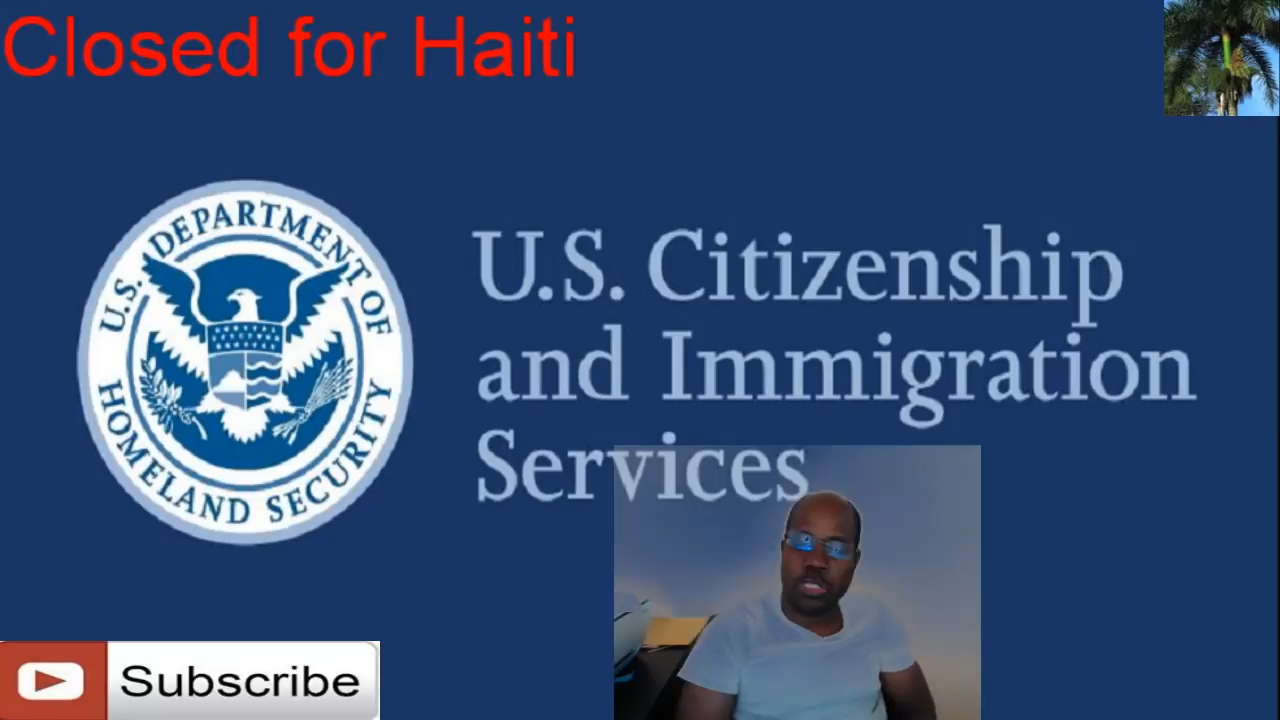 Closed for Haiti
U.S. DEPARTMENT OF
HOMELAND SECURITY
U.S. Citizenship
and Immigration
Services
Subscribe